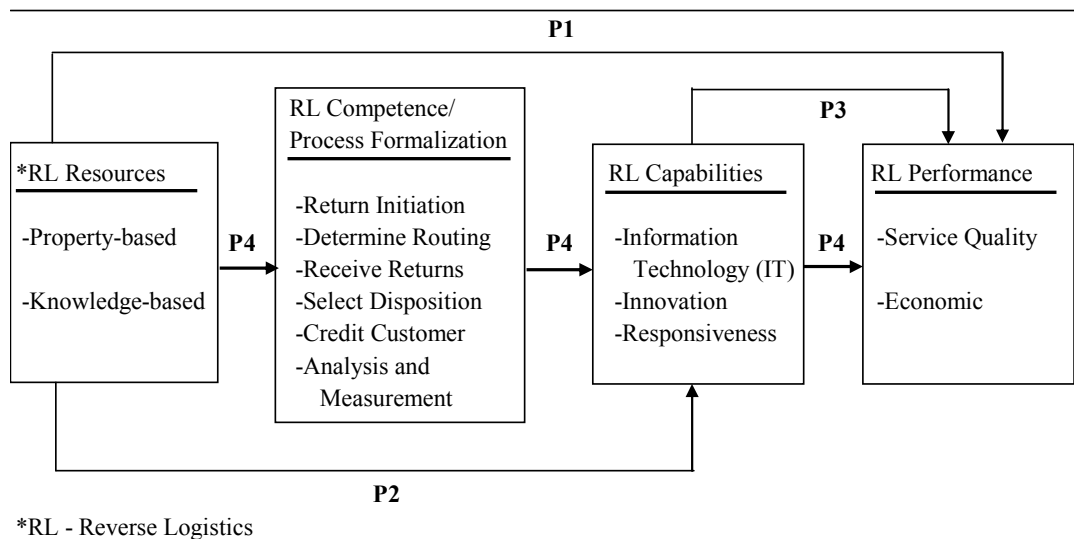 P1
RL Competence/
Process Formalization
-Return Initiation
-Determine Routing
-Receive Returns
-Select Disposition
-Credit Customer
-Analysis and
Measurement
P3
*RL Resources
-Property-based
-Knowledge-based
P4
P4
RL Capabilities
-Information
Technology (IT)
-Innovation
-Responsiveness
P4
RL Performance
-Service Quality
-Economic
P2
*RL - Reverse Logistics